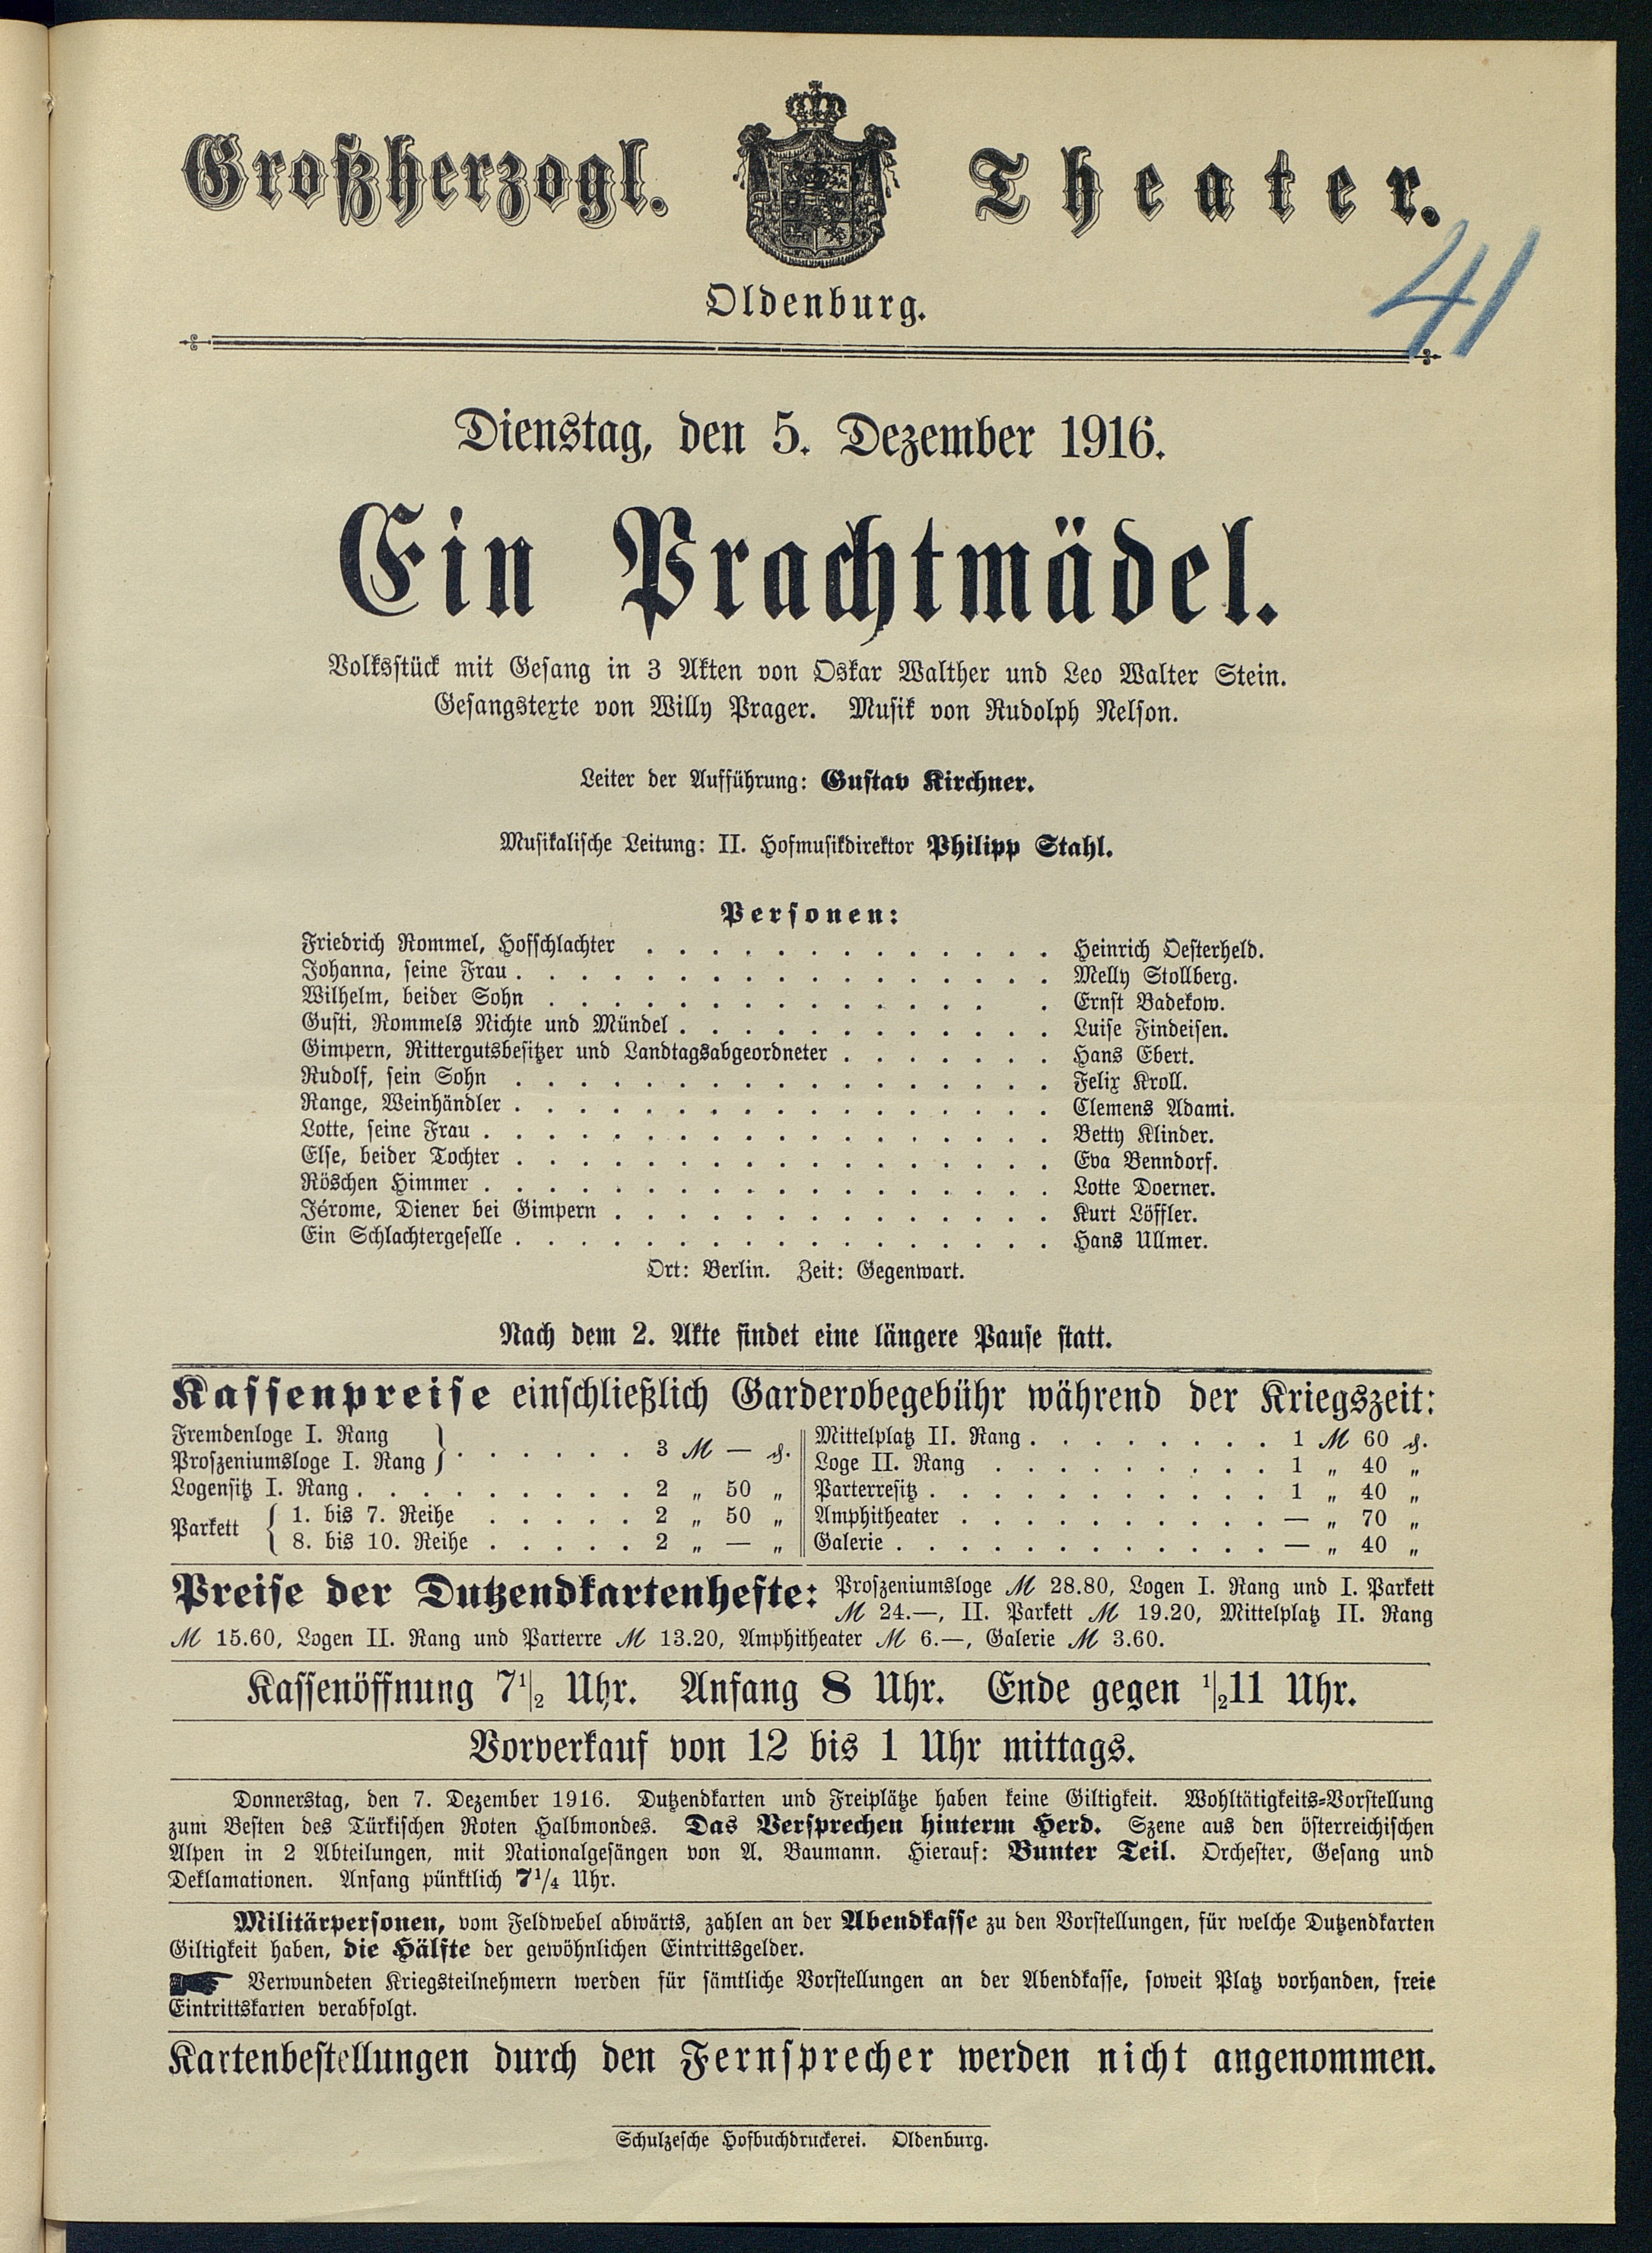 Großherzogl. Theater.
41
Oldenburg.
Dienstag, den 5. Dezember 1916.
Ein Prachtmädel.
Volksstück mit Gesang in 3 Akten von Oskar Walther und Leo Walter Stein.
Gesangstexte von Willy Prager. Musik von Rudolph Nelson.
Leiter der Aufführung: Gustav Kirchner.
Musikalische Leitung: II. Hofmusikdirektor Philipp Stahl.
Personen:
Friedrich Rommel, Hofschlachter . . . . . . . . . . . . . Heinrich Oesterheld.
Johanna, seine Frau . . . . . . . . . . . . . . . . . Melly Stollberg.
Wilhelm, beider Sohn . . . . . . . . . . . . . . . . Ernst Badekow.
Gusti, Rommels Nichte und Mündel . . . . . . . . . . . . Luise Findeisen.
Gimpern, Rittergutsbesitzer und Landtagsabgeordneter . . . . . . . Hans Ebert.
Rudolf, sein Sohn . . . . . . . . . . . . . . . . . Felix Kroll.
Range, Weinhändler . . . . . . . . . . . . . . . . . Clemens Adami.
Lotte, seine Frau . . . . . . . . . . . . . . . . . . Betty Klinder.
Else, beider Tochter . . . . . . . . . . . . . . . . . Eva Benndorf.
Röschen Himmer . . . . . . . . . . . . . . . . . . Lotte Doerner.
Jérome, Diener bei Gimpern . . . . . . . . . . . . . . Kurt Löffler.
Ein Schlachtergeselle . . . . . . . . . . . . . . . . . Hans Ullmer.
Ort: Berlin. Zeit: Gegenwart.
Nach dem 2. Akte findet eine längere Pause statt.
Kassenpreise einschließlich Garderobegebühr während der Kriegszeit:
Fremdenloge I. Rang
Proszeniumsloge I. Rang } . . . . . . 3 ℳ — ₰.
Logensitz I. Rang . . . . . . . . . 2 „ 50 „
Parkett { 1. bis 7. Reihe . . . . . 2 „ 50 „
8. bis 10. Reihe . . . . . 2 „ — „
Mittelplatz II. Rang . . . . . . . . 1 ℳ 60 ₰.
Loge II. Rang . . . . . . . . . 1 „ 40 „
Parterresitz . . . . . . . . . . . 1 „ 40 „
Amphitheater . . . . . . . . . . — „ 70 „
Galerie . . . . . . . . . . . . — „ 40 „
Preise der Dutzendkartenhefte: Proszeniumsloge ℳ 28.80, Logen I. Rang und I. Parkett
ℳ 24.—, II. Parkett ℳ 19.20, Mittelplatz II. Rang
ℳ 15.60, Logen II. Rang und Parterre ℳ 13.20, Amphitheater ℳ 6.—, Galerie ℳ 3.60.
Kassenöffnung 7 1/2 Uhr. Anfang 8 Uhr. Ende gegen 1/2 11 Uhr.
Vorverkauf von 12 bis 1 Uhr mittags.
Donnerstag, den 7. Dezember 1916. Dutzendkarten und Freiplätze haben keine Giltigkeit. Wohltätigkeits-Vorstellung
zum Besten des Türkischen Roten Halbmondes. Das Versprechen hinterm Herd. Szene aus den österreichischen
Alpen in 2 Abteilungen, mit Nationalgesängen von A. Baumann. Hierauf: Bunter Teil. Orchester, Gesang und
Deklamationen. Anfang pünktlich 7 1/4 Uhr.
Militärpersonen, vom Feldwebel abwärts, zahlen an der Abendkasse zu den Vorstellungen, für welche Dutzendkarten
Giltigkeit haben, die Hälfte der gewöhnlichen Eintrittsgelder.
Verwundeten Kriegsteilnehmern werden für sämtliche Vorstellungen an der Abendkasse, soweit Platz vorhanden, freie
Eintrittskarten verabfolgt.
Kartenbestellungen durch den Fernsprecher werden nicht angenommen.
Schulzesche Hofbuchdruckerei. Oldenburg.